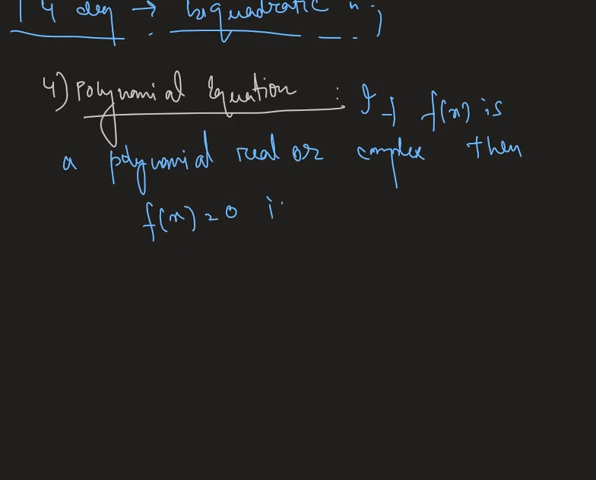 4 deg → biquadratic
4) Polynomial Equation : If f(x) is
a polynomial real or complex then
f(x) = 0 i